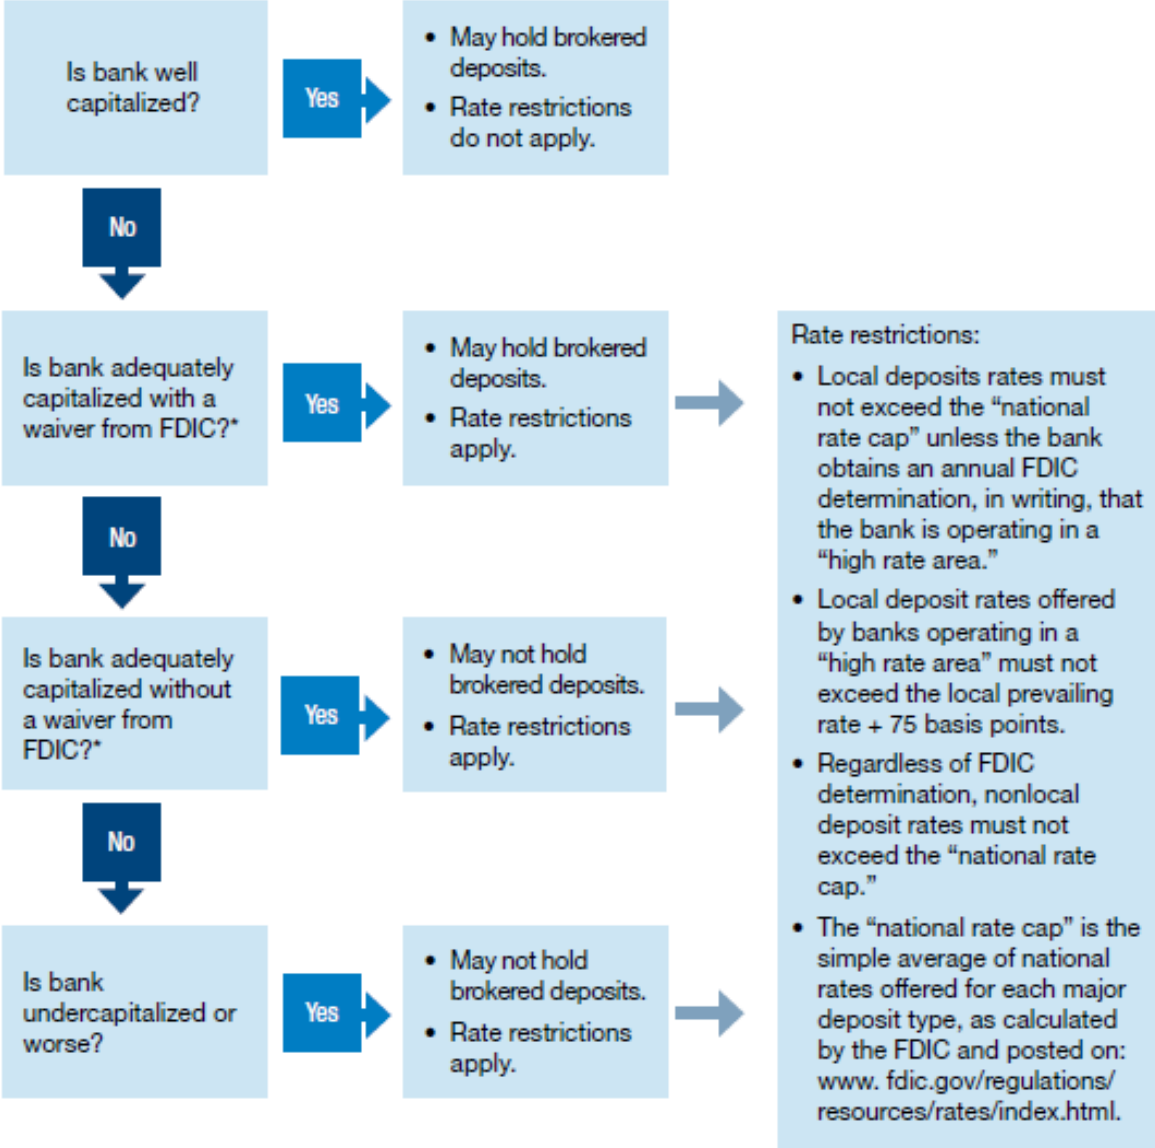 Is bank well
capitalized?
Yes
• May hold brokered
deposits.
• Rate restrictions
do not apply.
No
Is bank adequately
capitalized with a
waiver from FDIC?*
Yes
• May hold brokered
deposits.
• Rate restrictions
apply.
No
Is bank adequately
capitalized without
a waiver from
FDIC?*
Yes
• May not hold
brokered deposits.
• Rate restrictions
apply.
No
Is bank
undercapitalized or
worse?
Yes
• May not hold
brokered deposits.
• Rate restrictions
apply.
Rate restrictions:
• Local deposits rates must
not exceed the “national
rate cap” unless the bank
obtains an annual FDIC
determination, in writing, that
the bank is operating in a
“high rate area.”
• Local deposit rates offered
by banks operating in a
“high rate area” must not
exceed the local prevailing
rate + 75 basis points.
• Regardless of FDIC
determination, nonlocal
deposit rates must not
exceed the “national rate
cap.”
• The “national rate cap” is the
simple average of national
rates offered for each major
deposit type, as calculated
by the FDIC and posted on:
www. fdic.gov/regulations/
resources/rates/index.html.